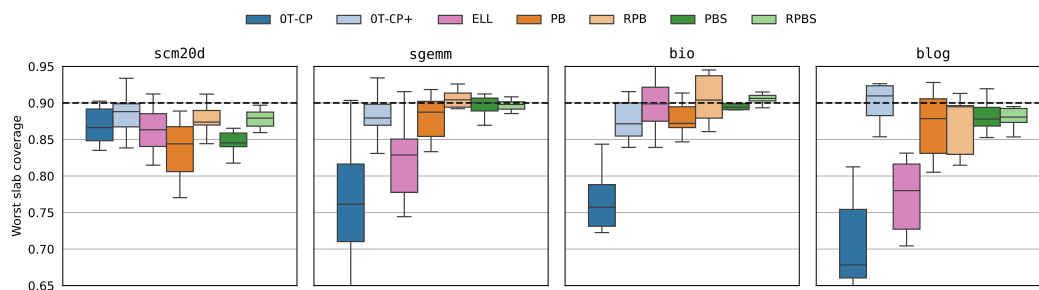 OT-CP OT-CP+ ELL PB RPB PBS RPBS
scm20d sgemm bio blog
Worst slab coverage
0.95
0.90
0.85
0.80
0.75
0.70
0.65